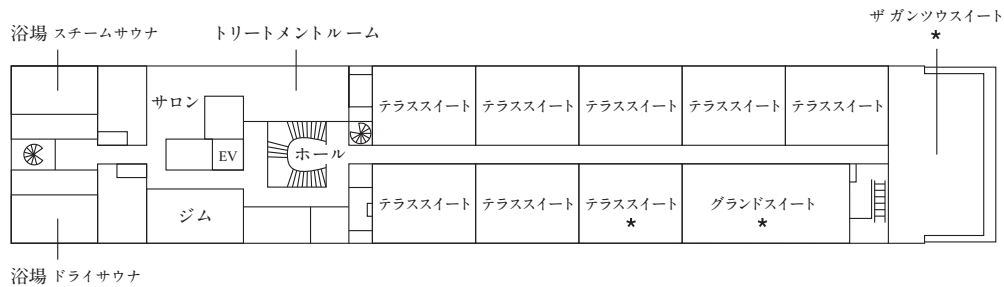 ザ ガンツウスイート
*
浴場 スチームサウナ
トリートメントルーム
サロン
テラススイート
テラススイート
テラススイート
テラススイート
テラススイート
EV
ホール
ジム
テラススイート
テラススイート
テラススイート
*
グランドスイート
*
浴場 ドライサウナ